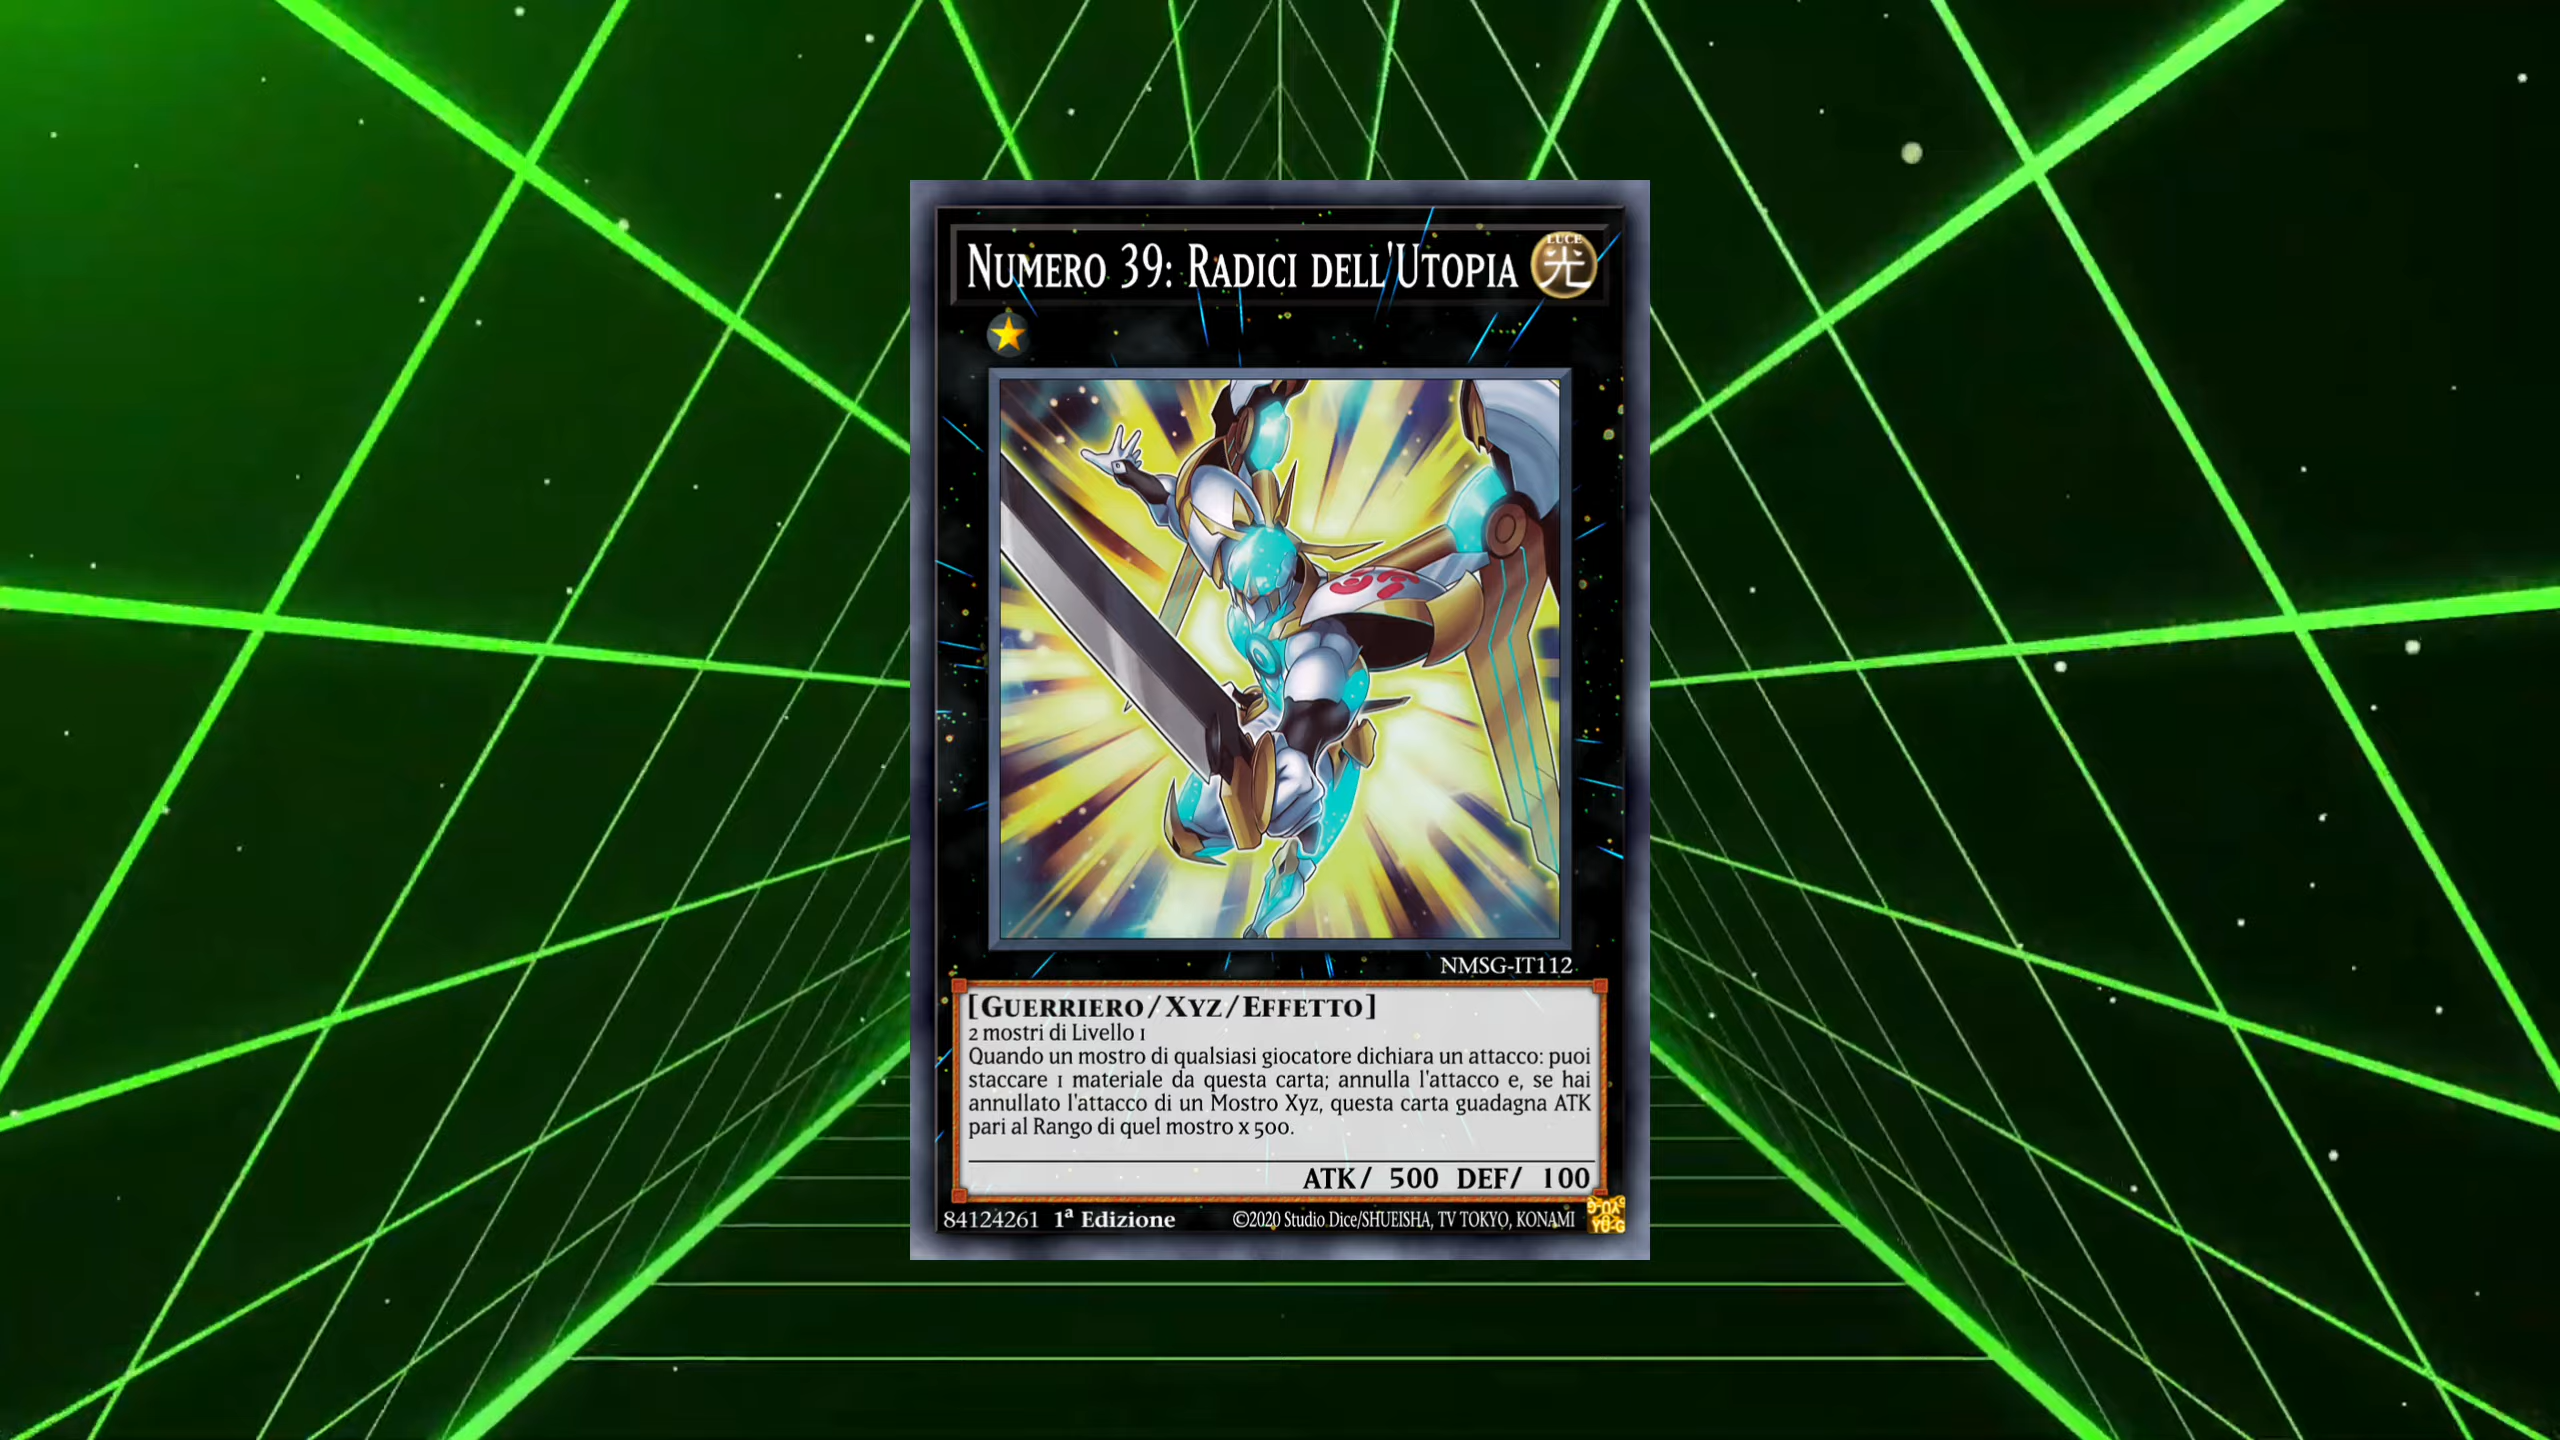 NUMERO 39: RADICI DELL'UTOPIA
LUCE
光
NMSG-IT112
[GUERRIERO/XYZ/EFFETTO]
2 mostri di Livello 1
Quando un mostro di qualsiasi giocatore dichiara un attacco: puoi
staccare 1 materiale da questa carta; annulla l'attacco e, se hai
annullato l'attacco di un Mostro Xyz, questa carta guadagna ATK
pari al Rango di quel mostro x 500.
ATK/ 500 DEF/ 100
84124261 1ª Edizione ©2020 Studio Dice/SHUEISHA, TV TOKYO, KONAMI